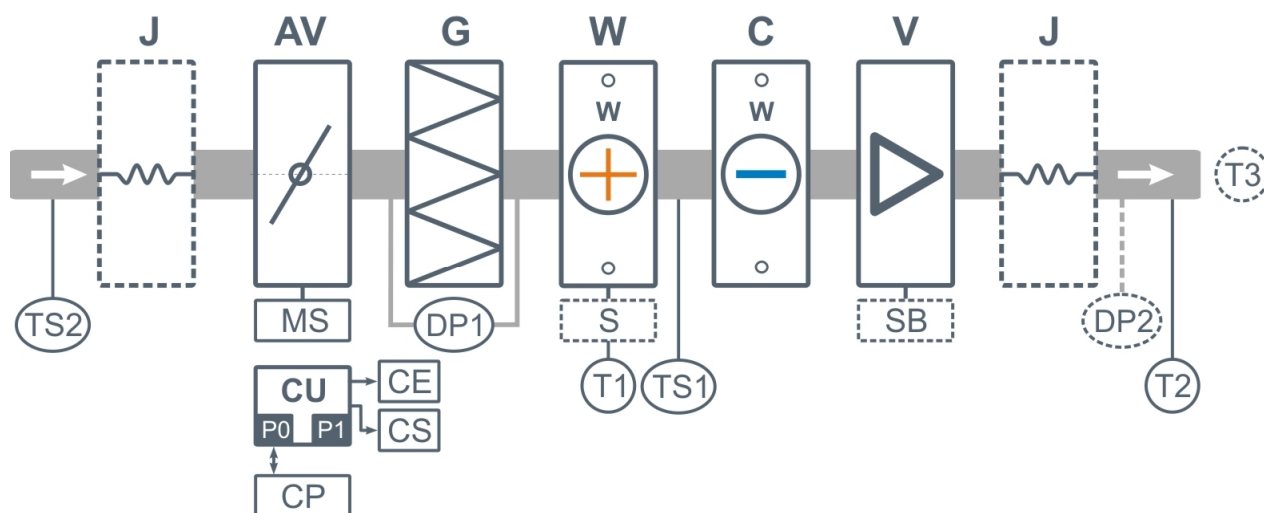 J AV G W C V J
W W
T3
MS DP1 S SB DP2
TS2
T1 TS1 T2
CU CE
P0 P1 CS
CP